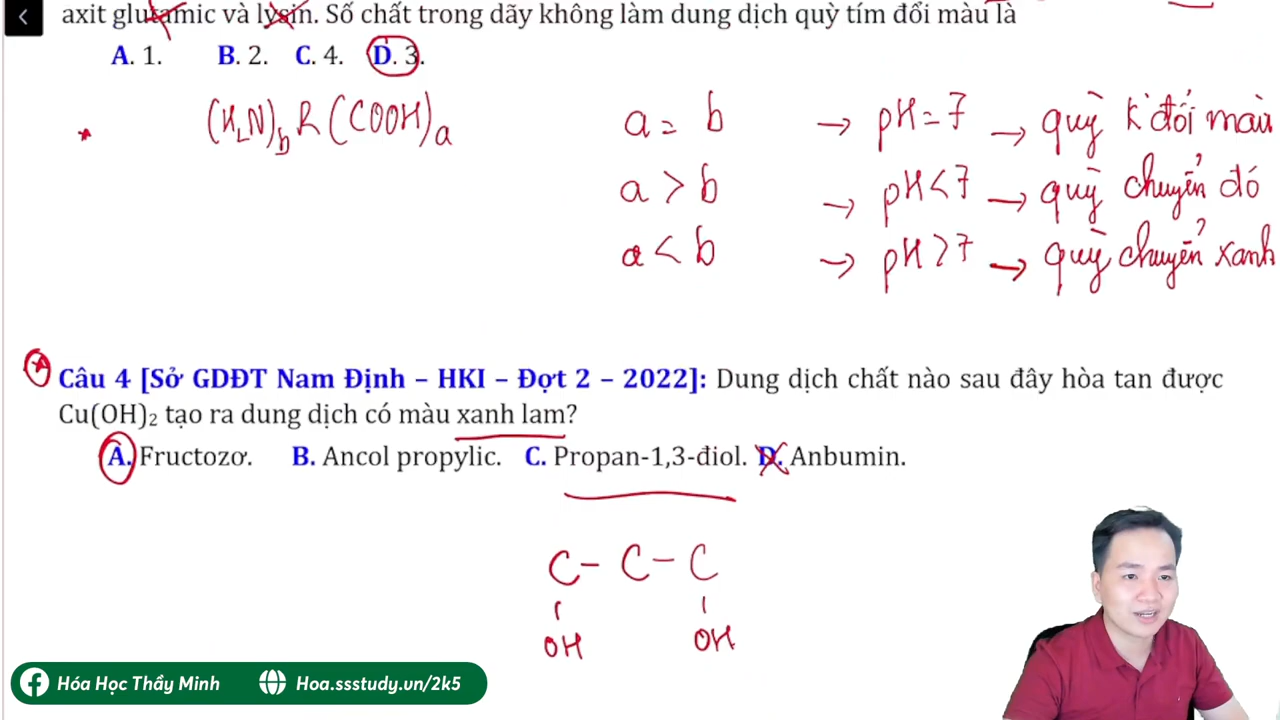 axit glutamic và lysin. Số chất trong dãy không làm dung dịch quỳ tím đổi màu là
A. 1. B. 2. C. 4. D. 3.
(H₂N)b R (COOH)a a = b → pH = 7 → quỳ k đổi màu
a > b → pH < 7 → quỳ chuyển đỏ
a < b → pH > 7 → quỳ chuyển xanh
Câu 4 [Sở GDĐT Nam Định – HKI – Đợt 2 – 2022]: Dung dịch chất nào sau đây hòa tan được
Cu(OH)₂ tạo ra dung dịch có màu xanh lam?
A. Fructozơ. B. Ancol propylic. C. Propan-1,3-điol. D. Anbumin.
C – C – C
OH OH
Hóa Học Thầy Minh Hoa.ssstudy.vn/2k5